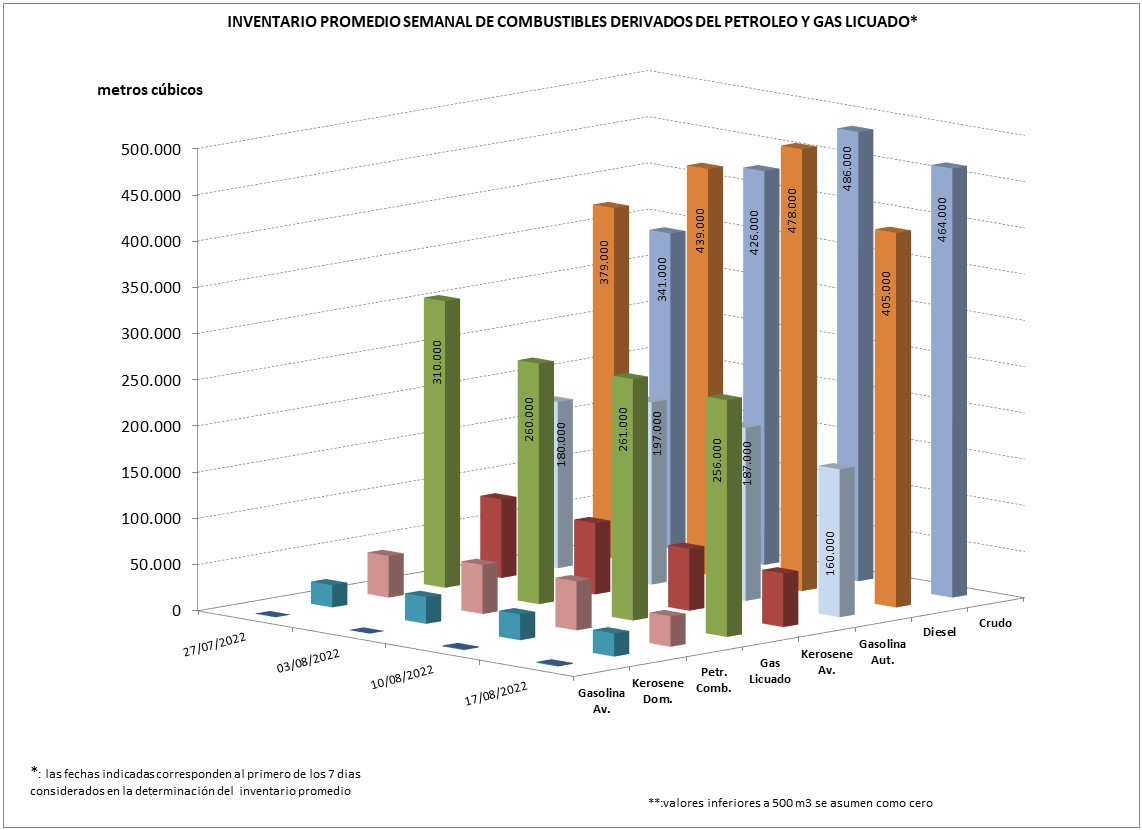 INVENTARIO PROMEDIO SEMANAL DE COMBUSTIBLES DERIVADOS DEL PETROLEO Y GAS LICUADO*
metros cúbicos
500.000
450.000
400.000
350.000
300.000
250.000
200.000
150.000
100.000
50.000
0
310.000
260.000
261.000
256.000
180.000
197.000
187.000
160.000
379.000
439.000
478.000
405.000
341.000
426.000
486.000
464.000
27/07/2022
03/08/2022
10/08/2022
17/08/2022
Gasolina
Av.
Kerosene
Dom.
Petr.
Comb.
Gas
Licuado
Kerosene
Av.
Gasolina
Aut.
Diesel
Crudo
*: las fechas indicadas corresponden al primero de los 7 dias
considerados en la determinación del inventario promedio
**:valores inferiores a 500 m3 se asumen como cero